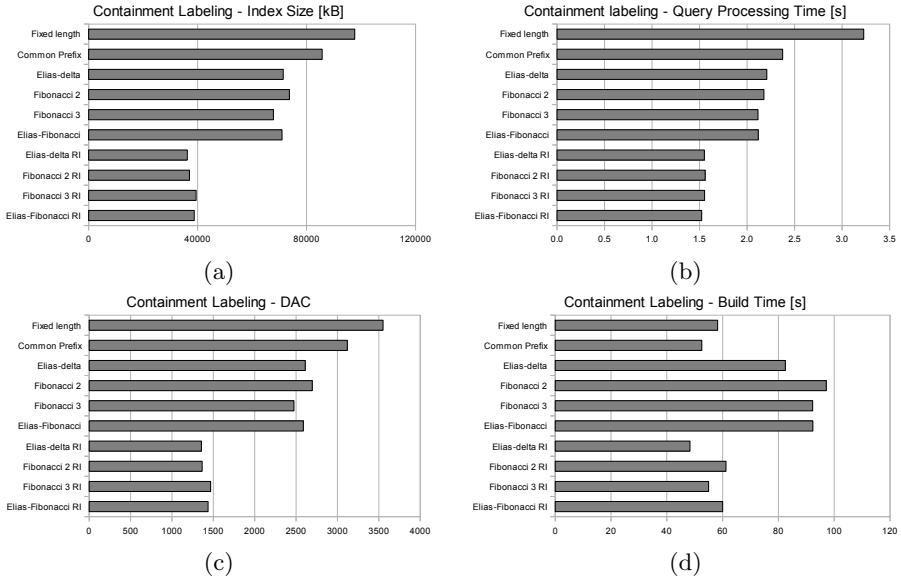 Containment Labeling - Index Size [kB]
Fixed length
Common Prefix
Elias-delta
Fibonacci 2
Fibonacci 3
Elias-Fibonacci
Elias-delta RI
Fibonacci 2 RI
Fibonacci 3 RI
Elias-Fibonacci RI
0 40000 80000 120000
(a)
Containment labeling - Query Processing Time [s]
Fixed length
Common Prefix
Elias-delta
Fibonacci 2
Fibonacci 3
Elias-Fibonacci
Elias-delta RI
Fibonacci 2 RI
Fibonacci 3 RI
Elias-Fibonacci RI
0.0 0.5 1.0 1.5 2.0 2.5 3.0 3.5
(b)
Containment Labeling - DAC
Fixed length
Common Prefix
Elias-delta
Fibonacci 2
Fibonacci 3
Elias-Fibonacci
Elias-delta RI
Fibonacci 2 RI
Fibonacci 3 RI
Elias-Fibonacci RI
0 500 1000 1500 2000 2500 3000 3500 4000
(c)
Containment Labeling - Build Time [s]
Fixed length
Common Prefix
Elias-delta
Fibonacci 2
Fibonacci 3
Elias-Fibonacci
Elias-delta RI
Fibonacci 2 RI
Fibonacci 3 RI
Elias-Fibonacci RI
0 20 40 60 80 100 120
(d)